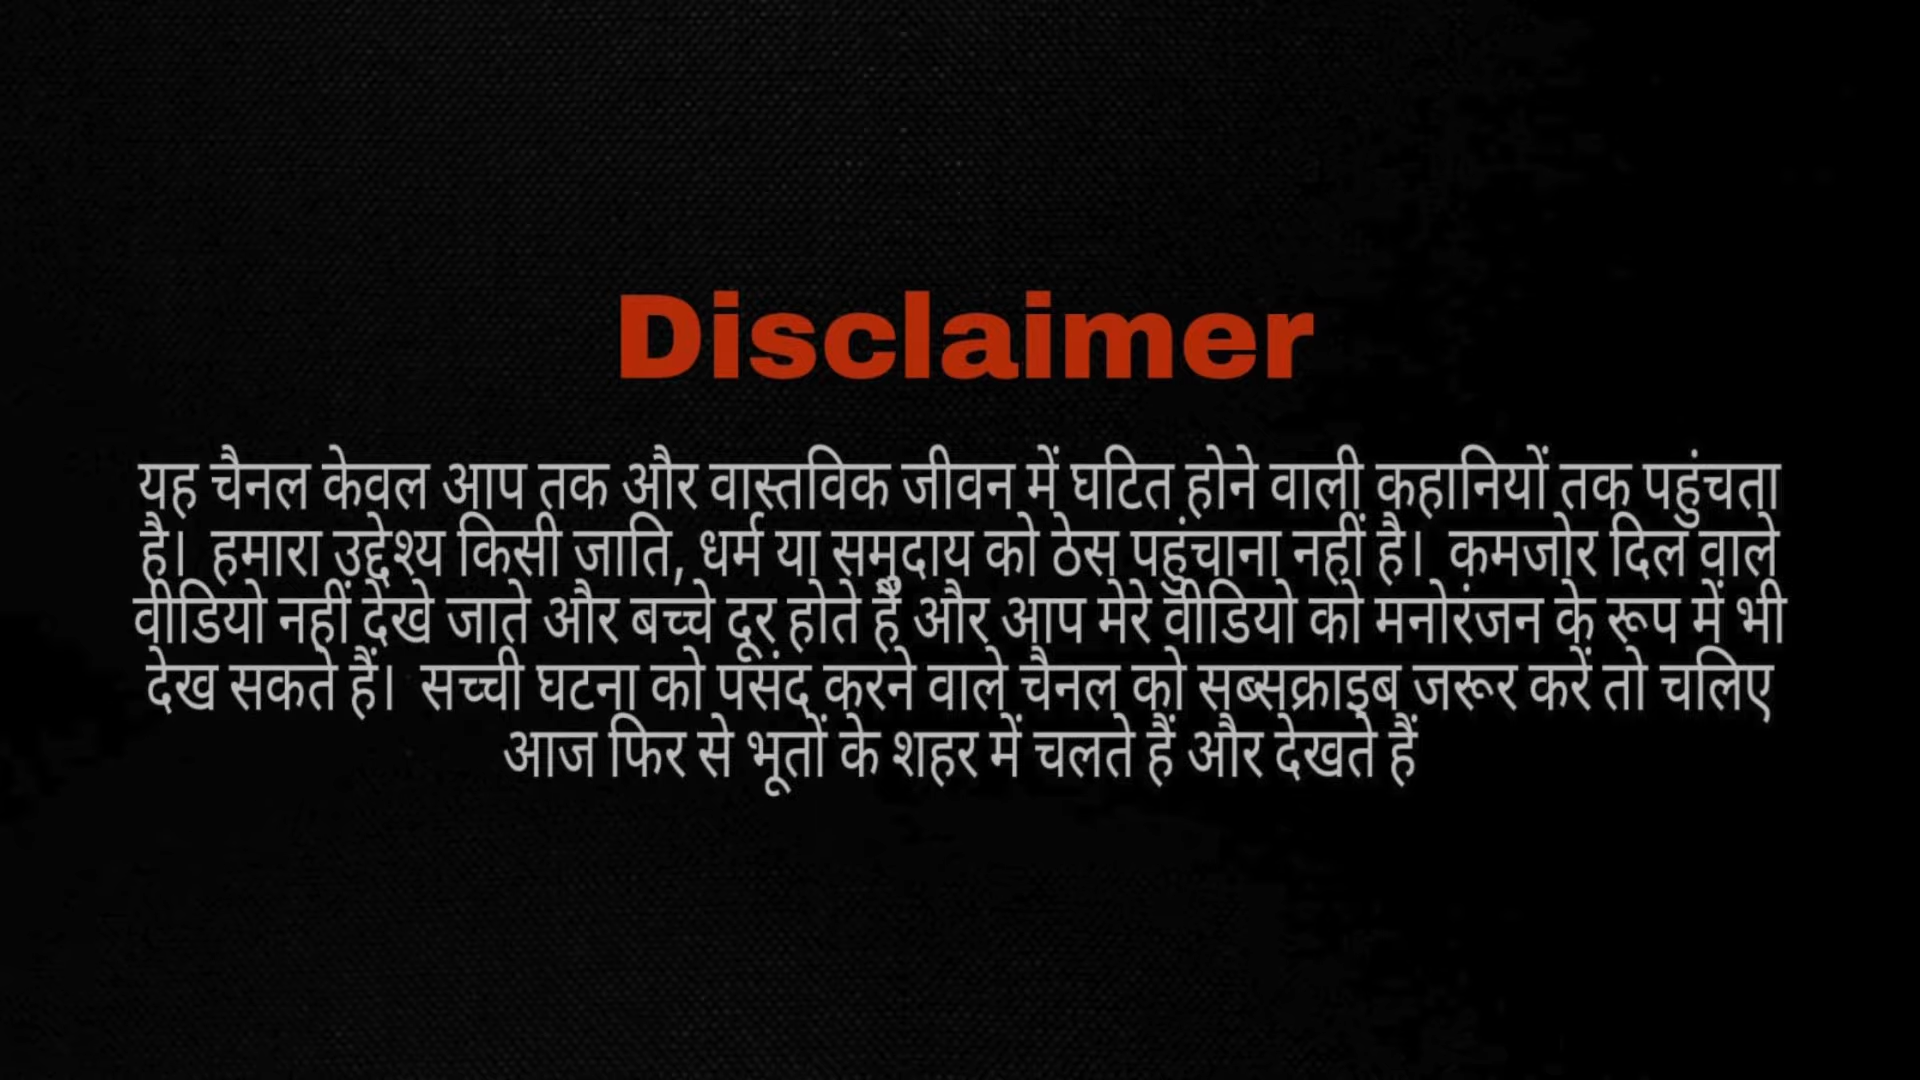 Disclaimer
यह चैनल केवल आप तक और वास्तविक जीवन में घटित होने वाली कहानियों तक पहुंचता
है। हमारा उद्देश्य किसी जाति, धर्म या समुदाय को ठेस पहुंचाना नहीं है। कमजोर दिल वाले
वीडियो नहीं देखे जाते और बच्चे दूर होते हैं और आप मेरे वीडियो को मनोरंजन के रूप में भी
देख सकते हैं। सच्ची घटना को पसंद करने वाले चैनल को सब्सक्राइब जरूर करें तो चलिए
आज फिर से भूतों के शहर में चलते हैं और देखते हैं